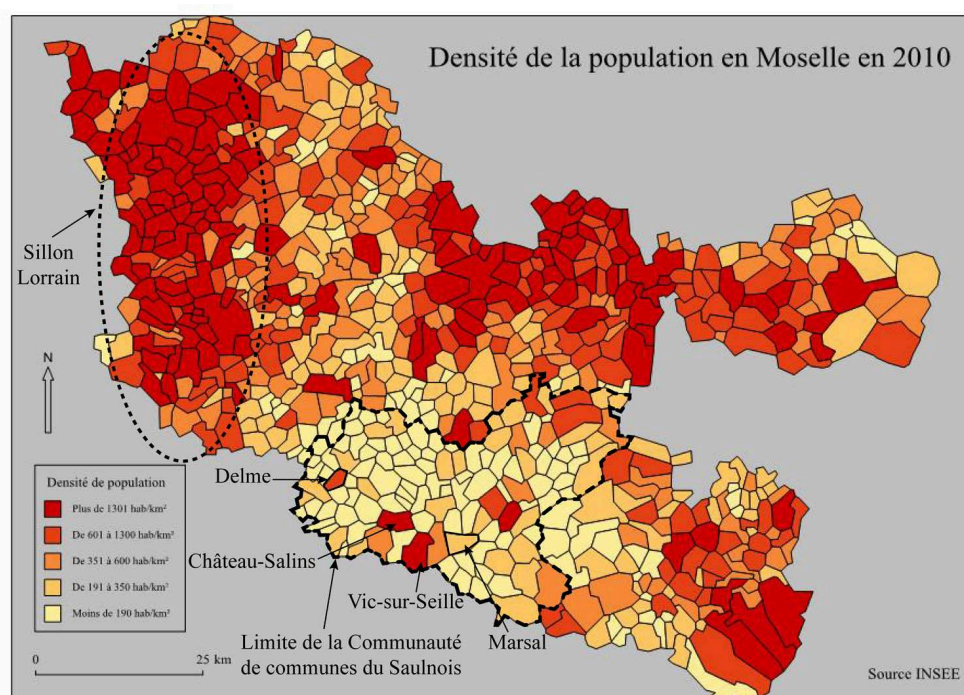 Densité de la population en Moselle en 2010
Sillon
Lorrain
N
Delme
Densité de population
Plus de 1301 hab/km²
De 601 à 1300 hab/km²
De 351 à 600 hab/km²
De 191 à 350 hab/km²
Moins de 190 hab/km²
Château-Salins
Vic-sur-Seille
Limite de la Communauté
de communes du Saulnois
Marsal
0
25 km
Source INSEE